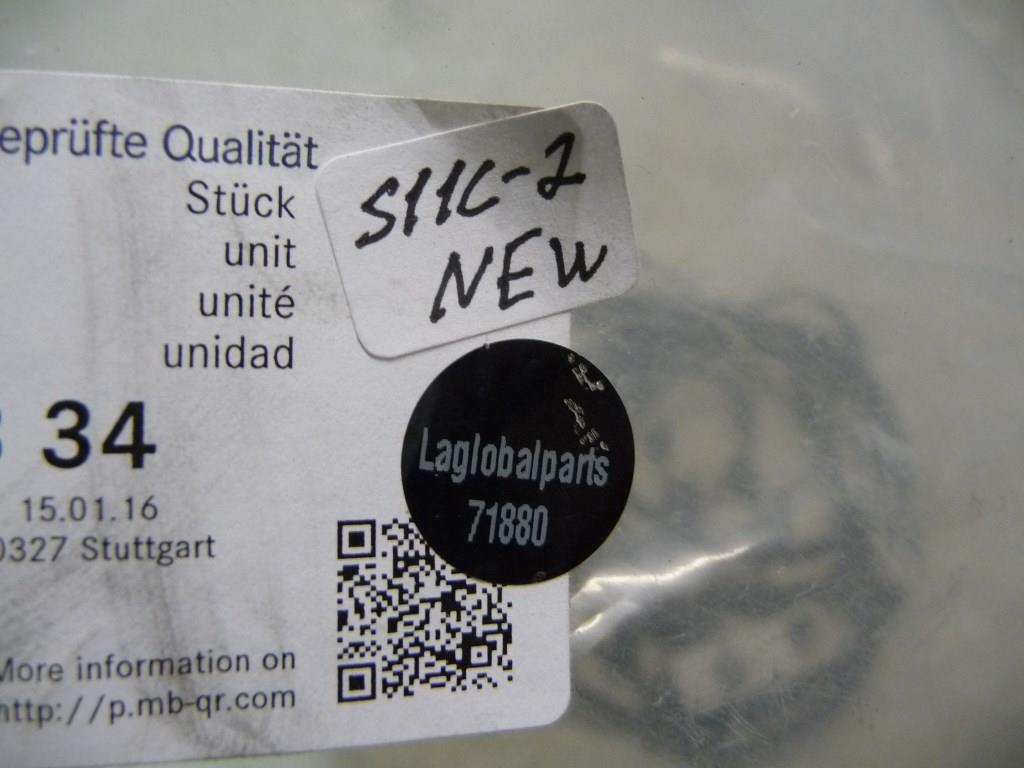 eprüfte Qualität
Stück
unit
unité
unidad
S11C-2
NEW
34
Laglobalparts
71880
15.01.16
0327 Stuttgart
More information on
http://p.mb-qr.com